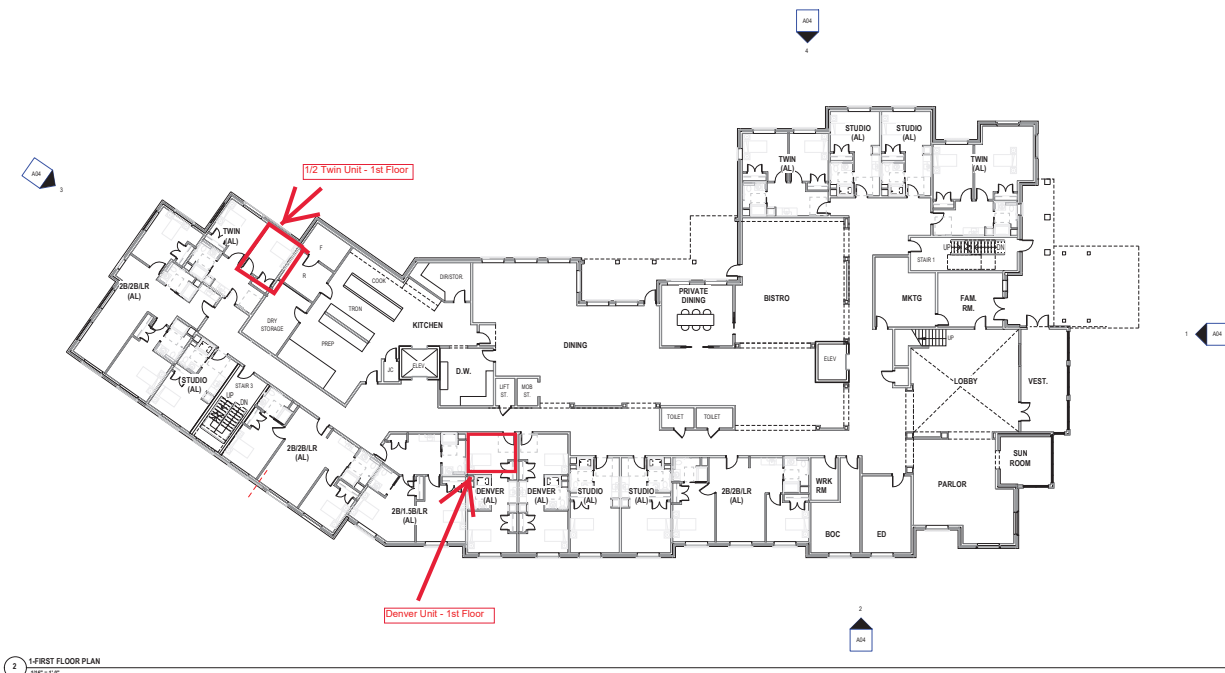 A04
4
A04
3
1/2 Twin Unit - 1st Floor
STUDIO
(AL)
STUDIO
(AL)
TWIN
(AL)
TWIN
(AL)
TWIN
(AL)
F
R
COOK
TRON
PREP
DRY
STORAGE
KITCHEN
DIRISTOR.
2B/2B/LR
(AL)
UP
DN
STAIR 1
PRIVATE
DINING
BISTRO
MKTG
FAM.
RM.
DINING
1
A04
JC
ELEV
D.W.
LIFT
ST.
MOB.
ST.
ELEV
UP
LOBBY
VEST.
STUDIO
(AL)
STAIR 3
UP
DN
TOILET
TOILET
2B/2B/LR
(AL)
SUN
ROOM
PARLOR
DENVER
(AL)
DENVER
(AL)
STUDIO
(AL)
STUDIO
(AL)
2B/2B/LR
(AL)
WRK
RM
2B/1.5B/LR
(AL)
BOC
ED
Denver Unit - 1st Floor
2
A04
2
1-FIRST FLOOR PLAN